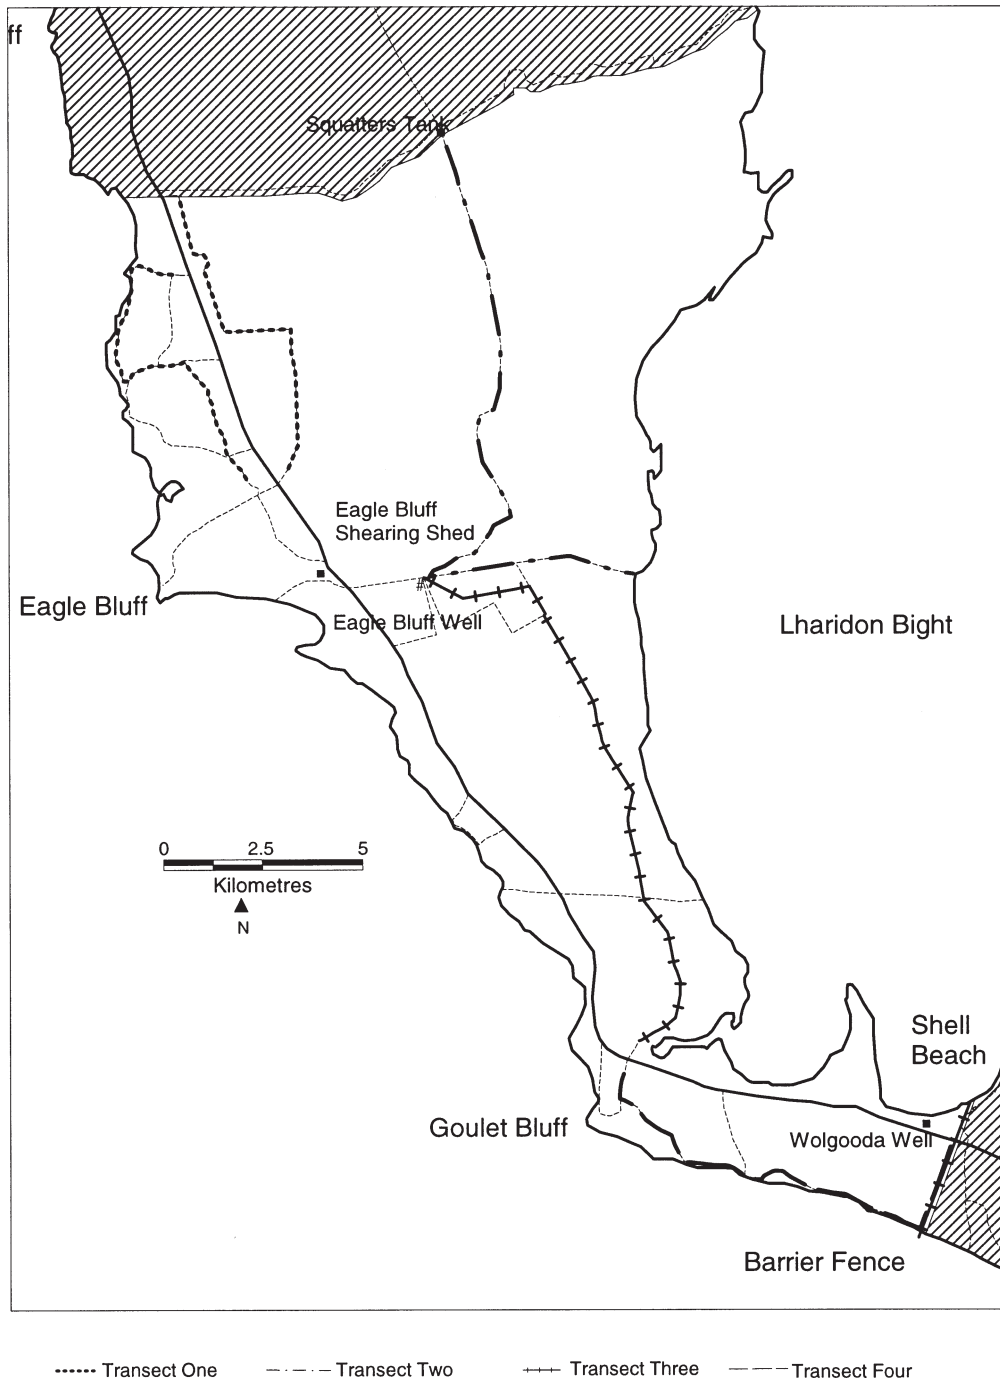 ff
Squatters Tank
Eagle Bluff
Shearing Shed
Eagle Bluff
Eagle Bluff Well
Lharidon Bight
0 2.5 5
Kilometres
N
Shell
Beach
Goulet Bluff
Wolgooda Well
Barrier Fence
Transect One Transect Two Transect Three Transect Four